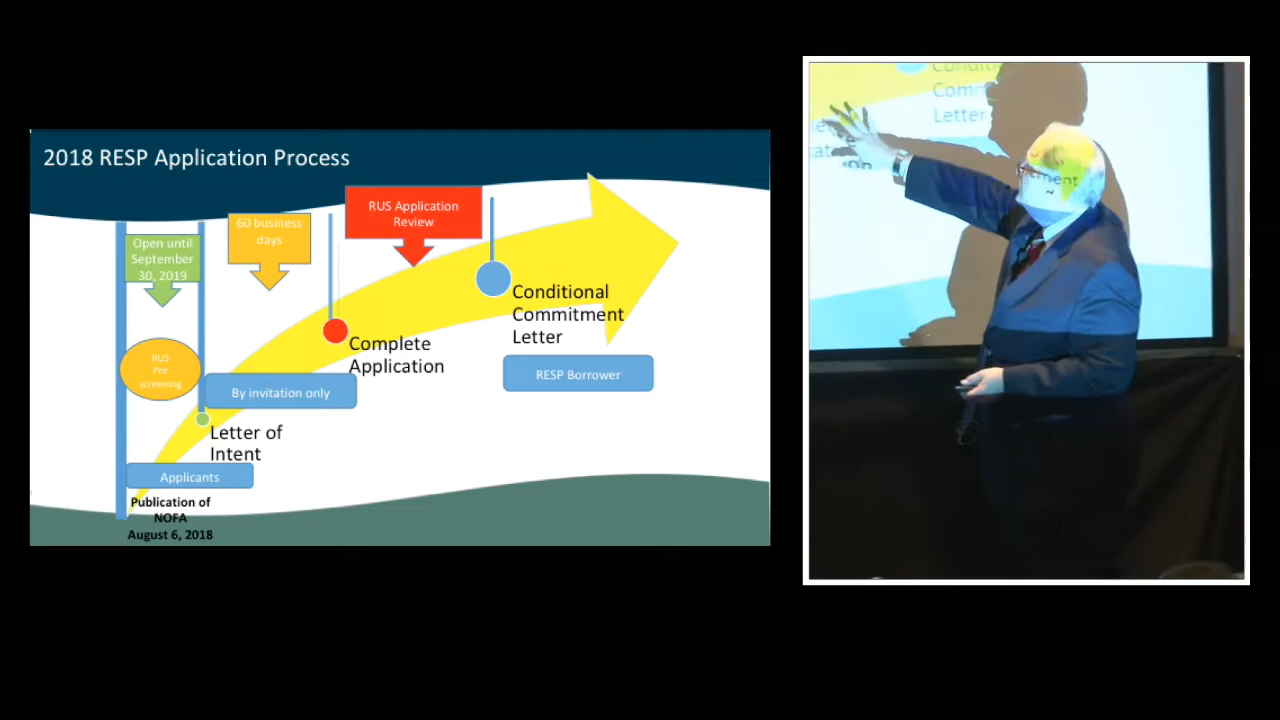 2018 RESP Application Process
RUS Application
Review
60 business
days
Open until
September
30, 2019
RUS
Pre
screening
Conditional
Commitment
Letter
Complete
Application
RESP Borrower
By invitation only
Letter of
Intent
Applicants
Publication of
NOFA
August 6, 2018
Letter